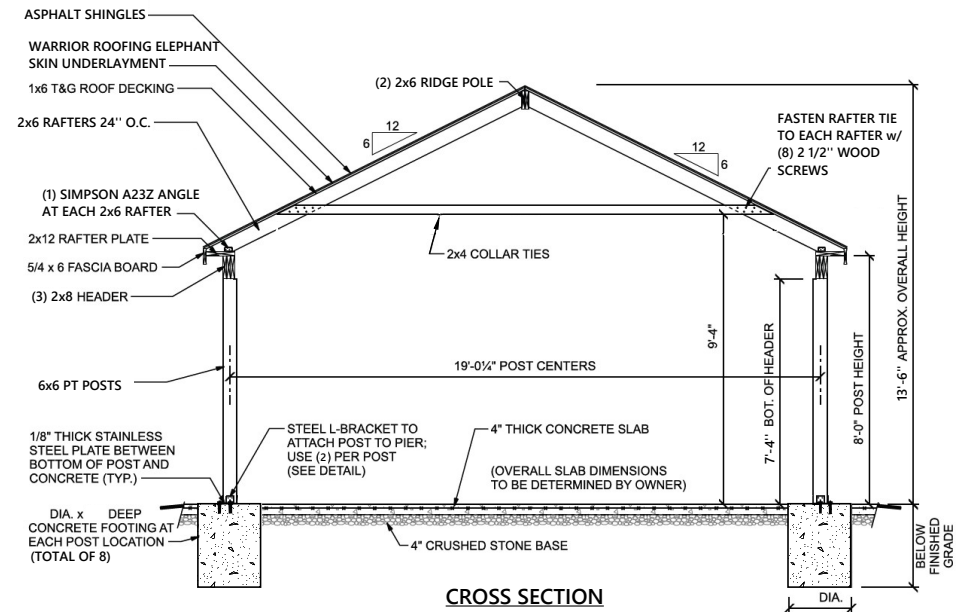 ASPHALT SHINGLES
WARRIOR ROOFING ELEPHANT
SKIN UNDERLAYMENT
1x6 T&G ROOF DECKING
2x6 RAFTERS 24'' O.C.
(1) SIMPSON A23Z ANGLE
AT EACH 2x6 RAFTER
2x12 RAFTER PLATE
5/4 x 6 FASCIA BOARD
(3) 2x8 HEADER
6x6 PT POSTS
1/8" THICK STAINLESS
STEEL PLATE BETWEEN
BOTTOM OF POST AND
CONCRETE (TYP.)
DIA. x DEEP
CONCRETE FOOTING AT
EACH POST LOCATION
(TOTAL OF 8)
(2) 2x6 RIDGE POLE
12
6
12
6
FASTEN RAFTER TIE
TO EACH RAFTER w/
(8) 2 1/2'' WOOD
SCREWS
2x4 COLLAR TIES
19'-0¼" POST CENTERS
STEEL L-BRACKET TO
ATTACH POST TO PIER;
USE (2) PER POST
(SEE DETAIL)
4" THICK CONCRETE SLAB
(OVERALL SLAB DIMENSIONS
TO BE DETERMINED BY OWNER)
4" CRUSHED STONE BASE
9'-4"
7'-4'' BOT. OF HEADER
8'-0" POST HEIGHT
13'-6" APPROX. OVERALL HEIGHT
BELOW
FINISHED
GRADE
DIA.
CROSS SECTION